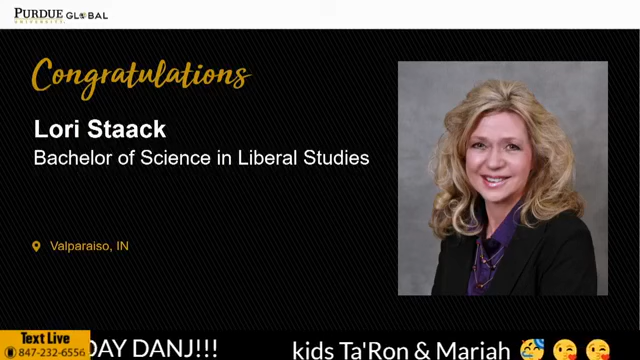 PURDUE GLOBAL
UNIVERSITY
Congratulations
Lori Staack
Bachelor of Science in Liberal Studies
Valparaiso, IN
Text Live
847-232-6556
DAY DANJ!!! kids Ta'Ron & Mariah 🥳 😘 😘